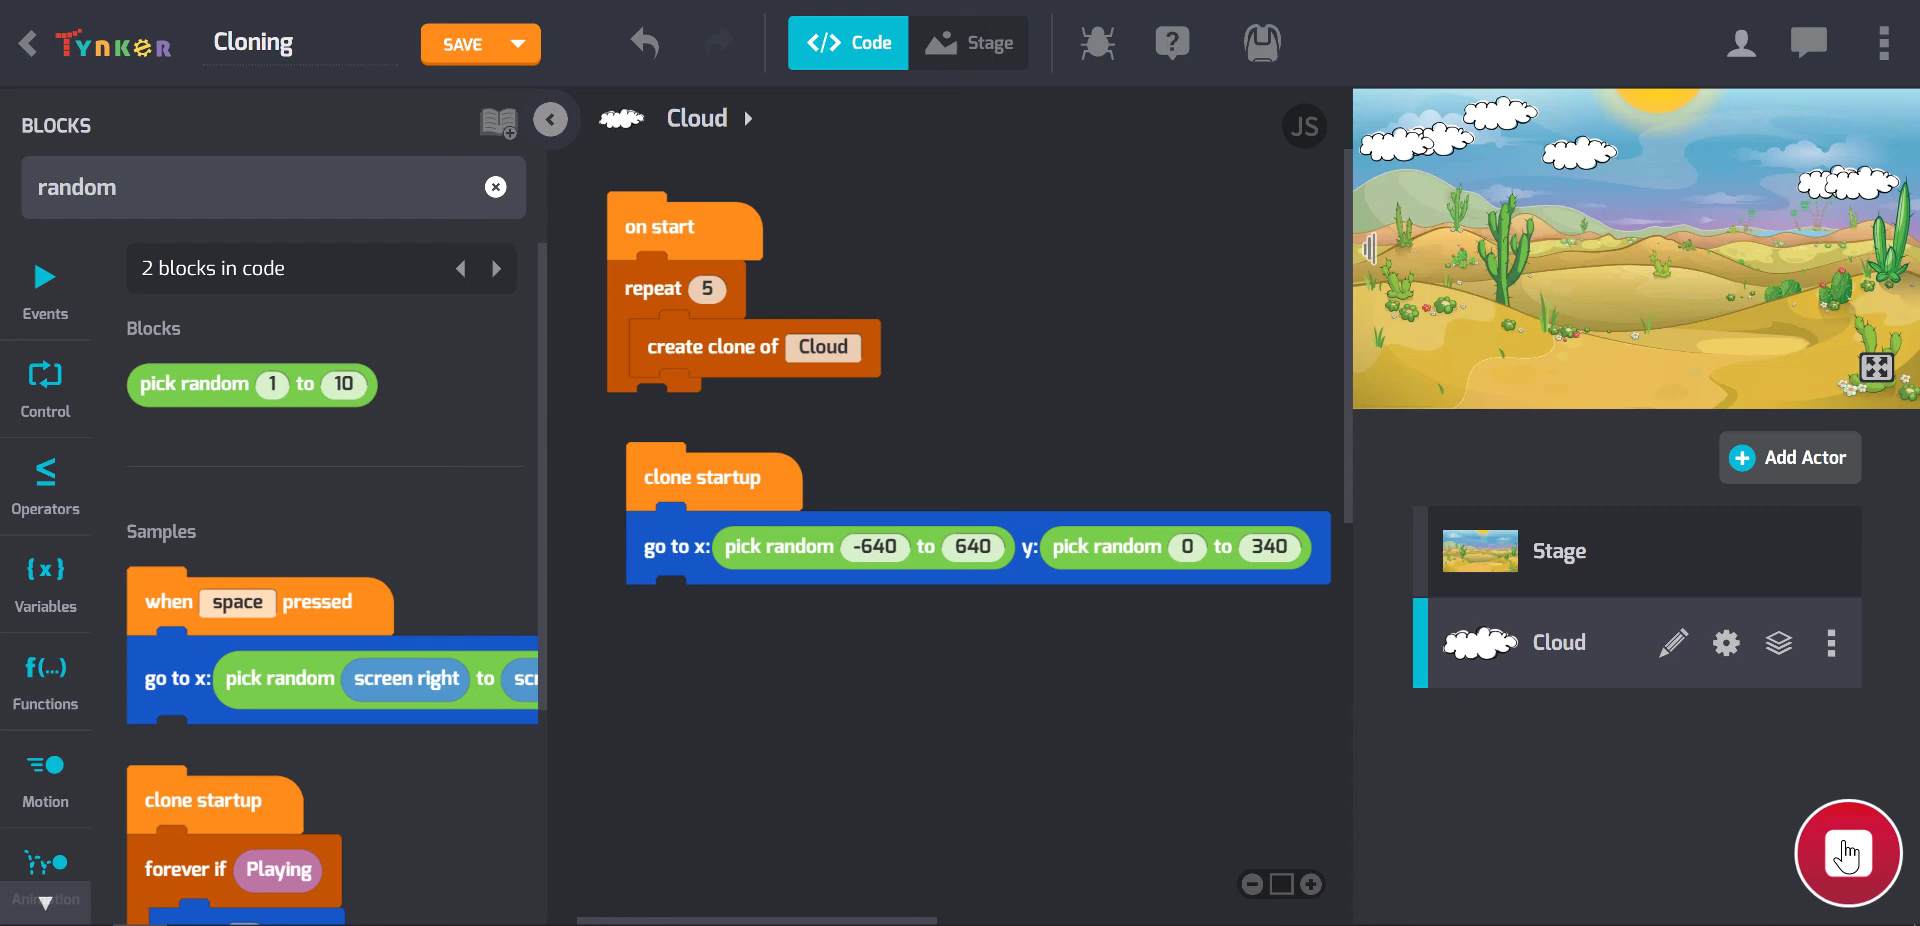 TYNKER
Cloning
SAVE
</> Code
Stage
?
BLOCKS
random
2 blocks in code
Blocks
pick random 1 to 10
Samples
when space pressed
go to x: pick random screen right to scr
clone startup
forever if Playing
Events
Control
≤
Operators
{x}
Variables
f(...)
Functions
Motion
Animation
Cloud
JS
on start
repeat 5
create clone of Cloud
clone startup
go to x: pick random -640 to 640 y: pick random 0 to 340
Add Actor
Stage
Cloud